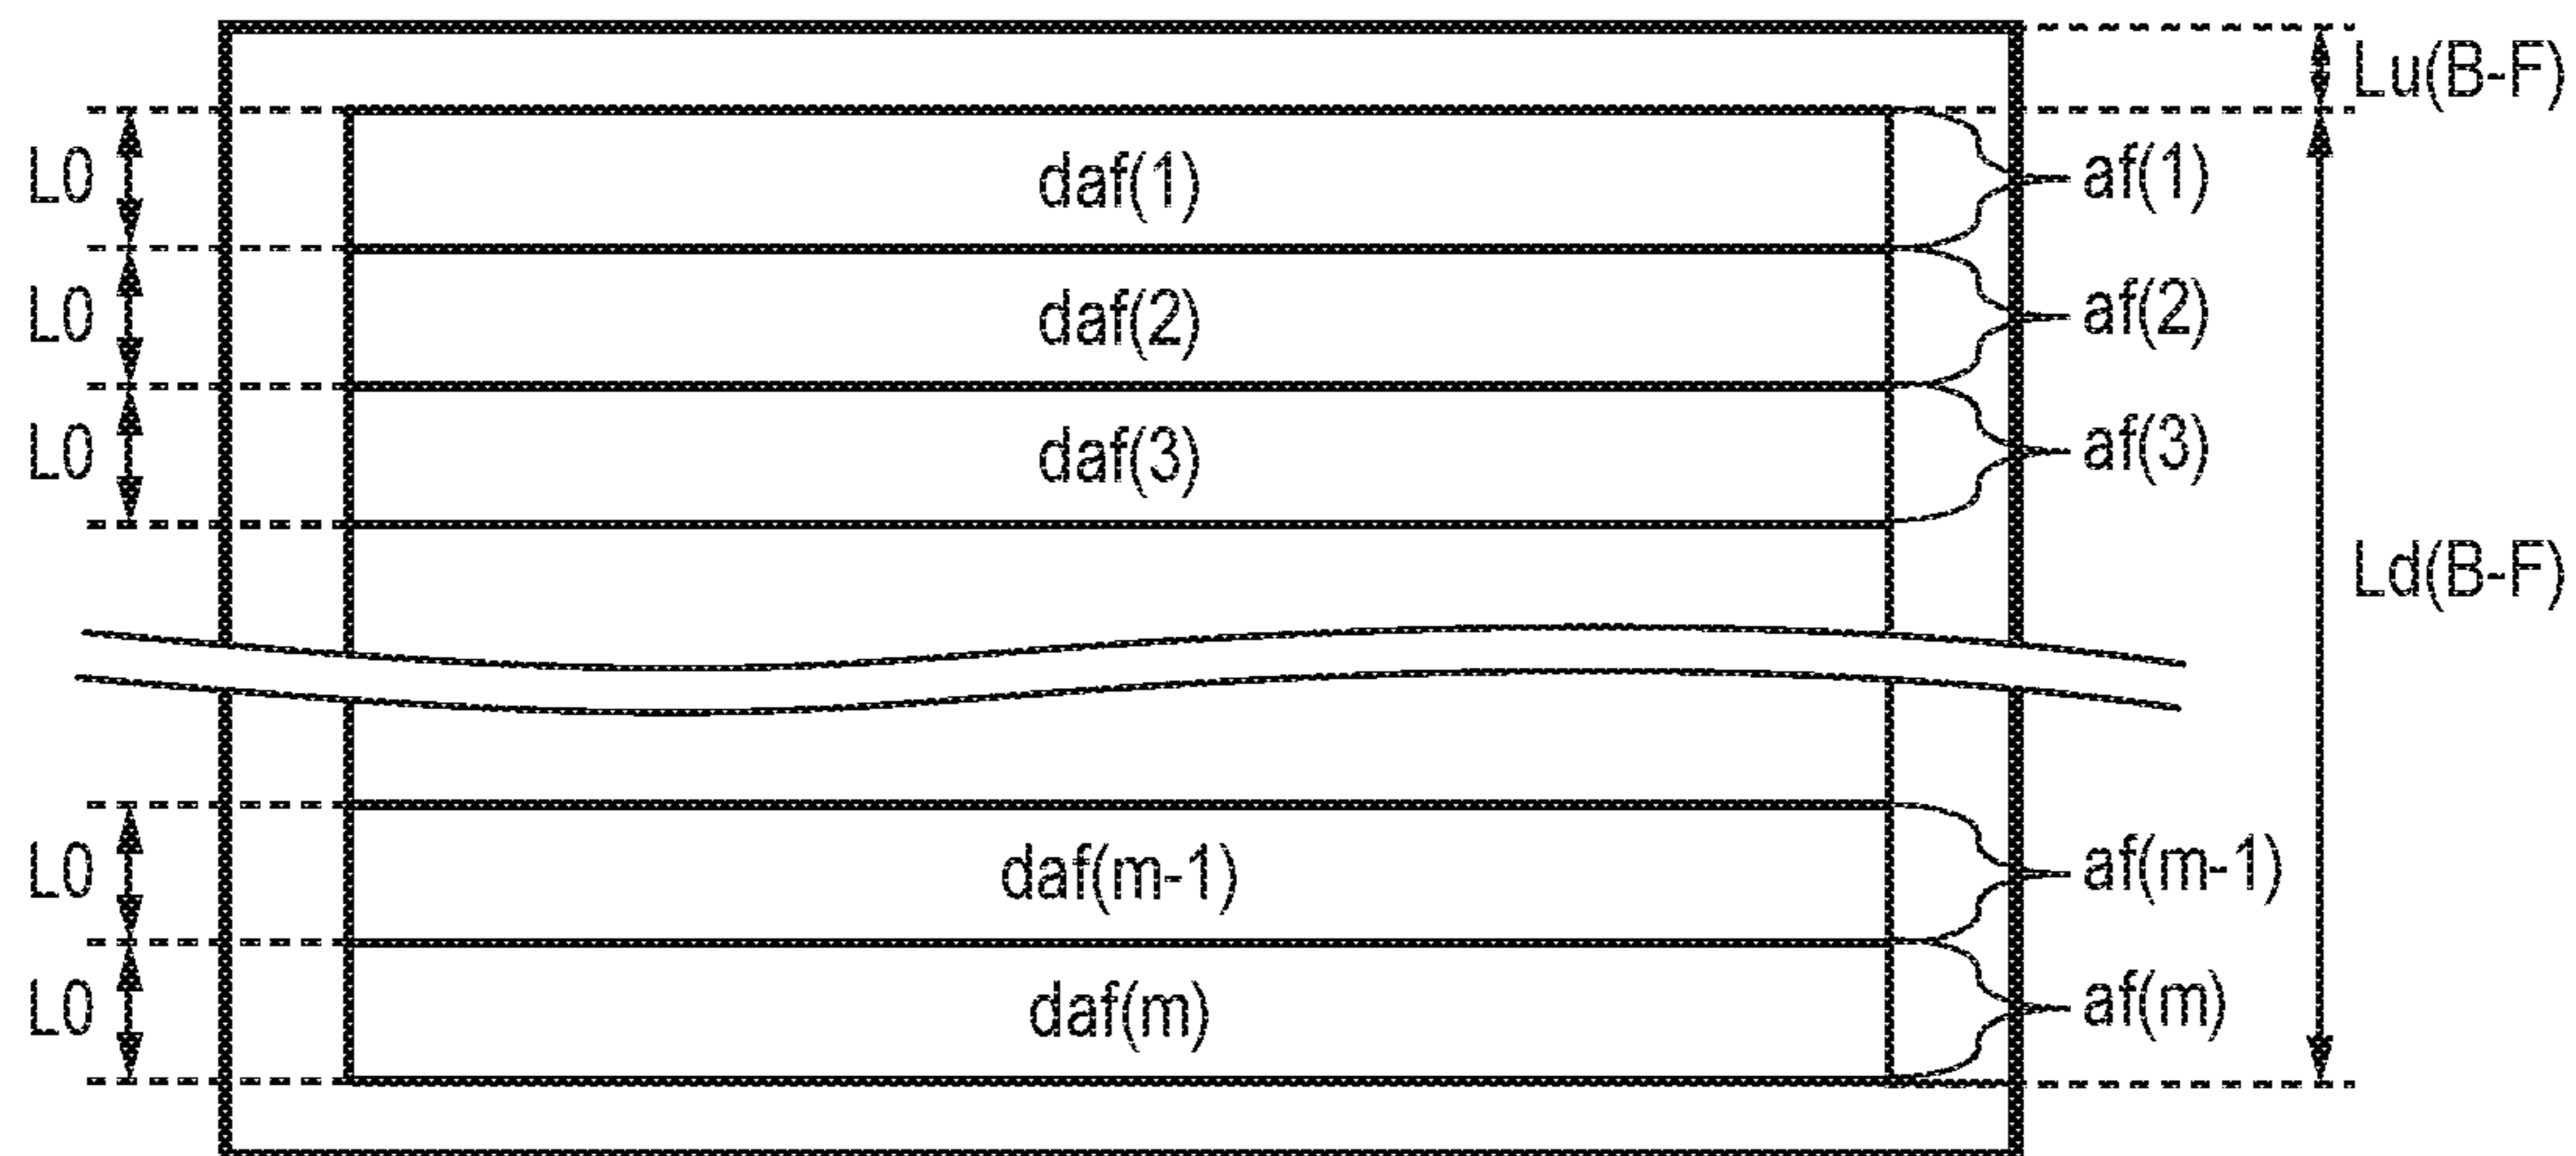 Lu(B-F)
L0 daf(1) af(1)
L0 daf(2) af(2)
L0 daf(3) af(3)
Ld(B-F)
L0 daf(m-1) af(m-1)
L0 daf(m) af(m)